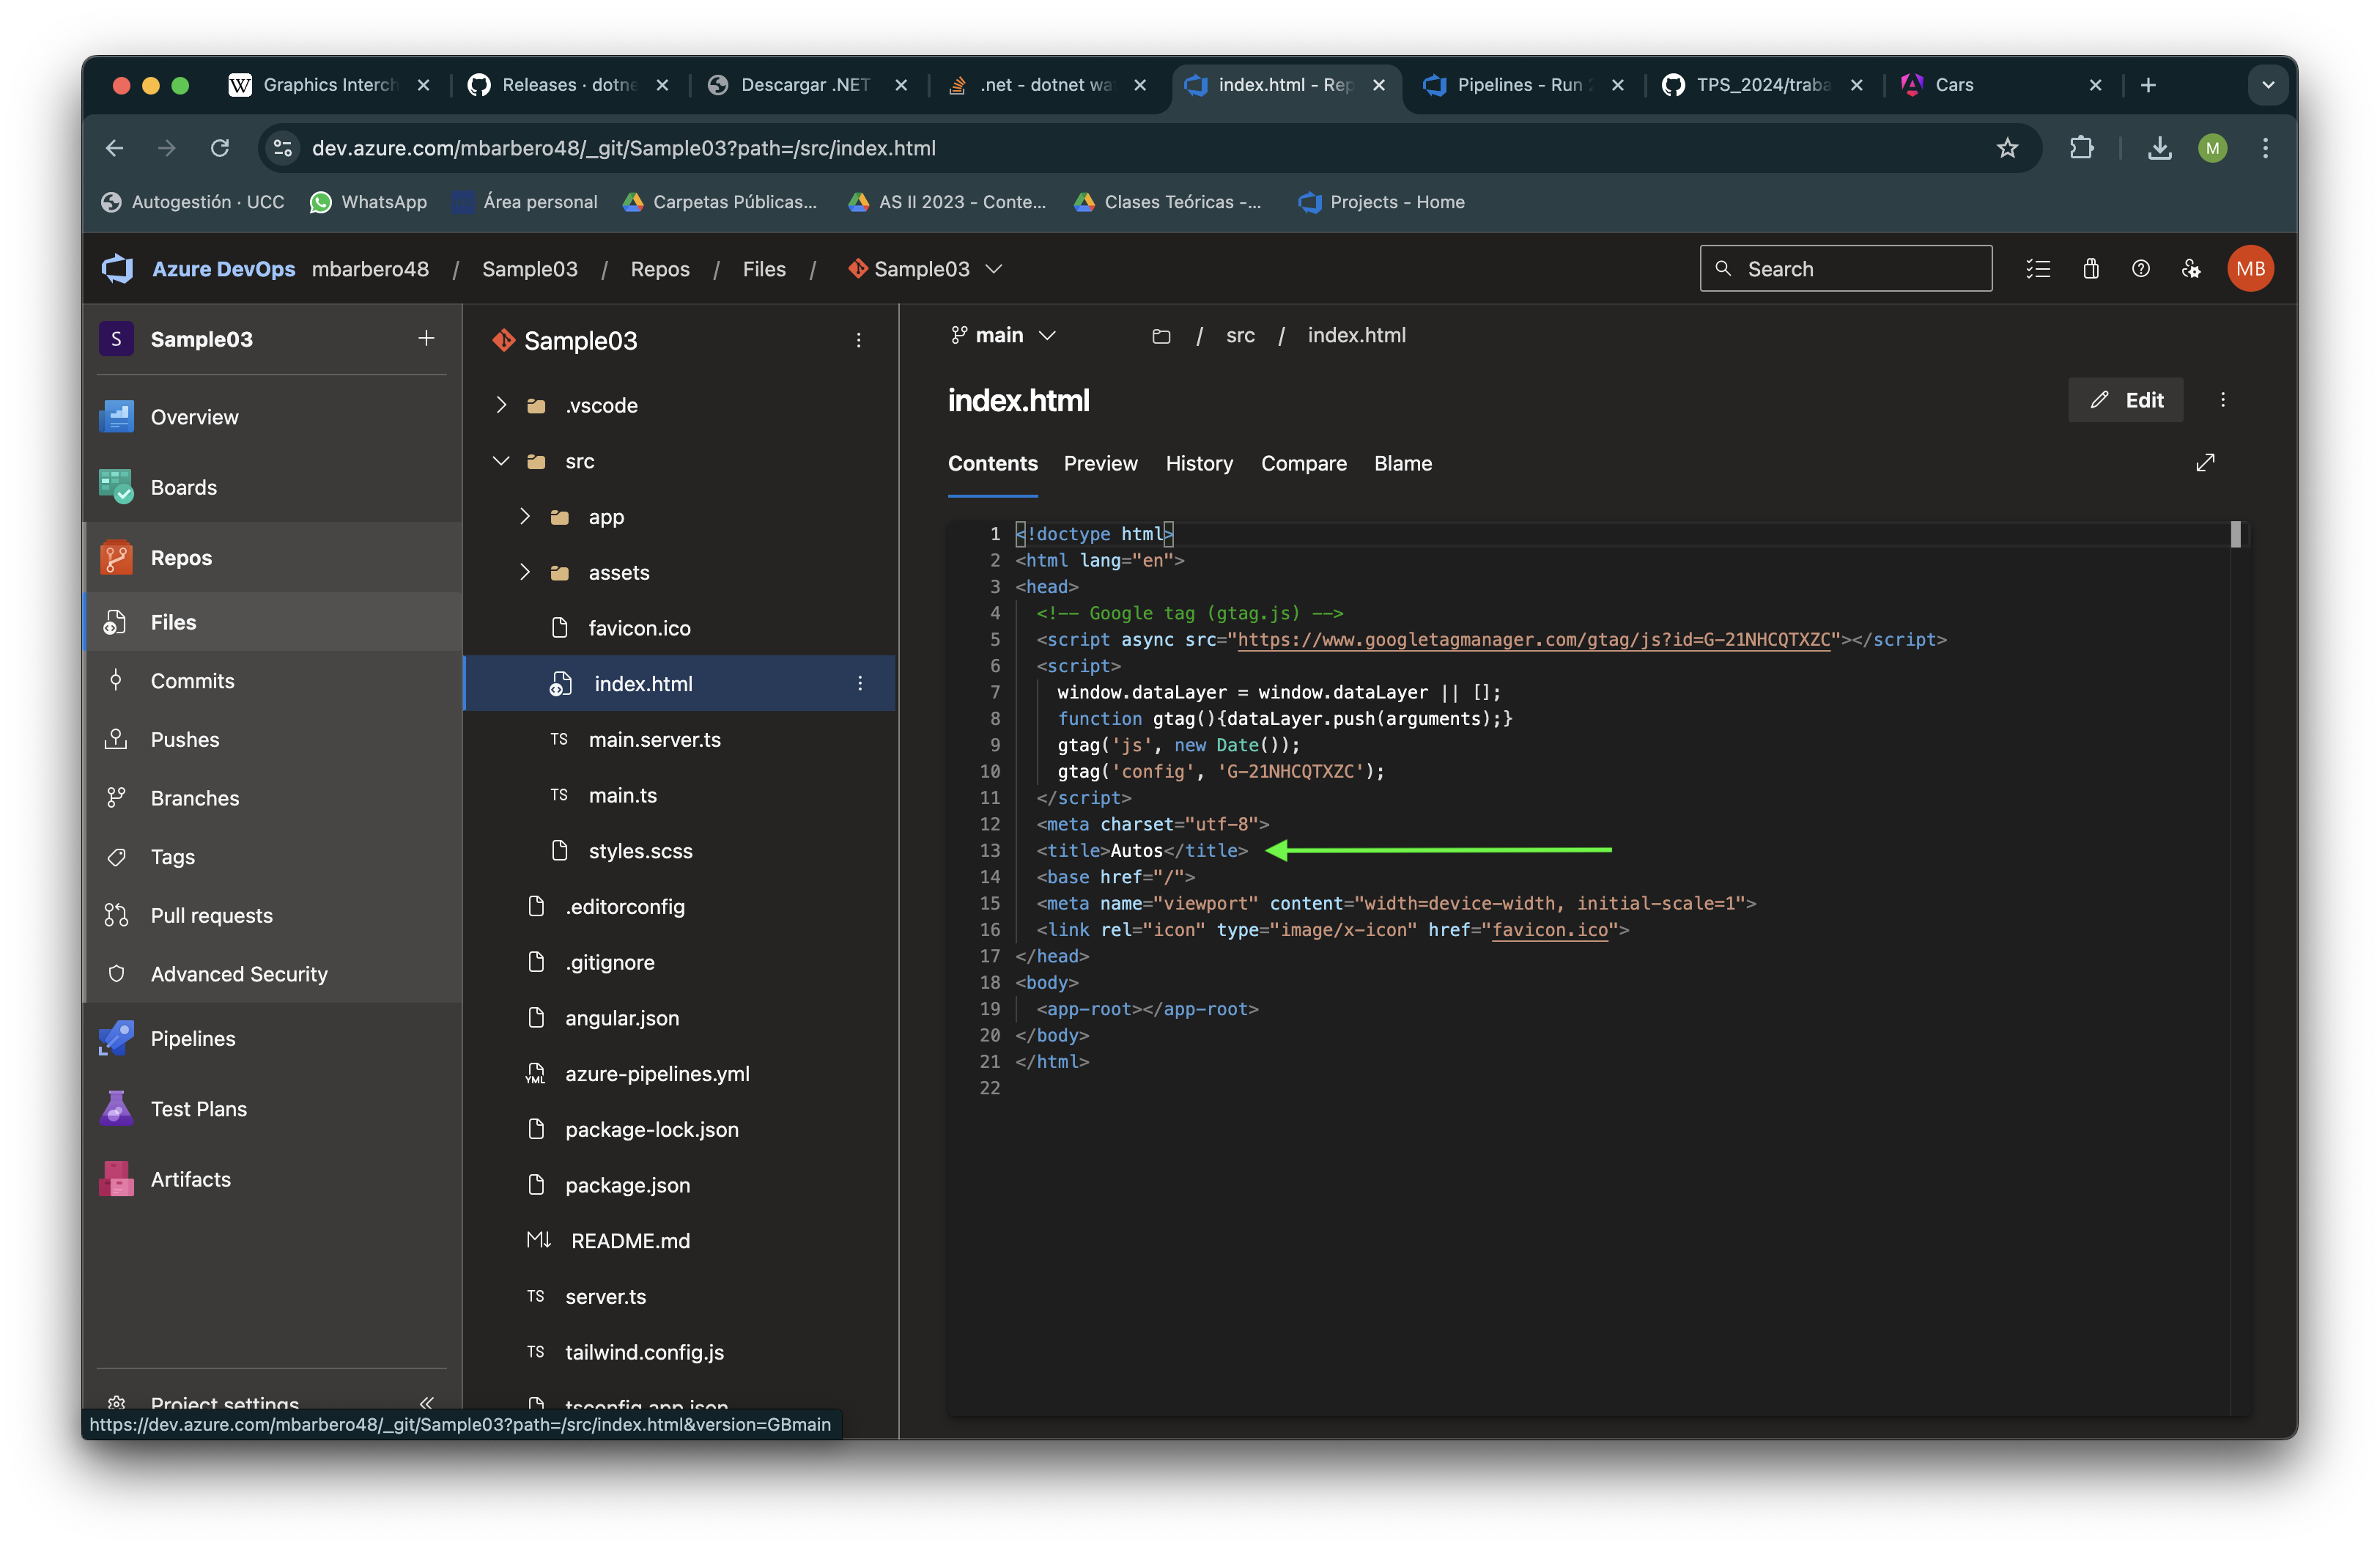 Graphics Interch
Releases · dotne
Descargar .NET
.net - dotnet wa
index.html - Rep
Pipelines - Run 2
TPS_2024/traba
Cars
dev.azure.com/mbarbero48/_git/Sample03?path=/src/index.html
M
Autogestión · UCC
WhatsApp
Área personal
Carpetas Públicas...
AS II 2023 - Conte...
Clases Teóricas -...
Projects - Home
Azure DevOps mbarbero48 / Sample03 / Repos / Files / Sample03
Search
MB
S Sample03
Overview
Boards
Repos
Files
Commits
Pushes
Branches
Tags
Pull requests
Advanced Security
Pipelines
Test Plans
Artifacts
Project settings
Sample03
.vscode
src
app
assets
favicon.ico
index.html
TS main.server.ts
TS main.ts
styles.scss
.editorconfig
.gitignore
angular.json
YML azure-pipelines.yml
package-lock.json
package.json
M↓ README.md
TS server.ts
TS tailwind.config.js
tsconfig.app.json
https://dev.azure.com/mbarbero48/_git/Sample03?path=/src/index.html&version=GBmain
main
/ src / index.html
index.html
Edit
Contents Preview History Compare Blame
1 <!doctype html>
2 <html lang="en">
3 <head>
4 <!-- Google tag (gtag.js) -->
5 <script async src="https://www.googletagmanager.com/gtag/js?id=G-21NHCQTXZC"></script>
6 <script>
7 window.dataLayer = window.dataLayer || [];
8 function gtag(){dataLayer.push(arguments);}
9 gtag('js', new Date());
10 gtag('config', 'G-21NHCQTXZC');
11 </script>
12 <meta charset="utf-8">
13 <title>Autos</title>
14 <base href="/">
15 <meta name="viewport" content="width=device-width, initial-scale=1">
16 <link rel="icon" type="image/x-icon" href="favicon.ico">
17 </head>
18 <body>
19 <app-root></app-root>
20 </body>
21 </html>
22